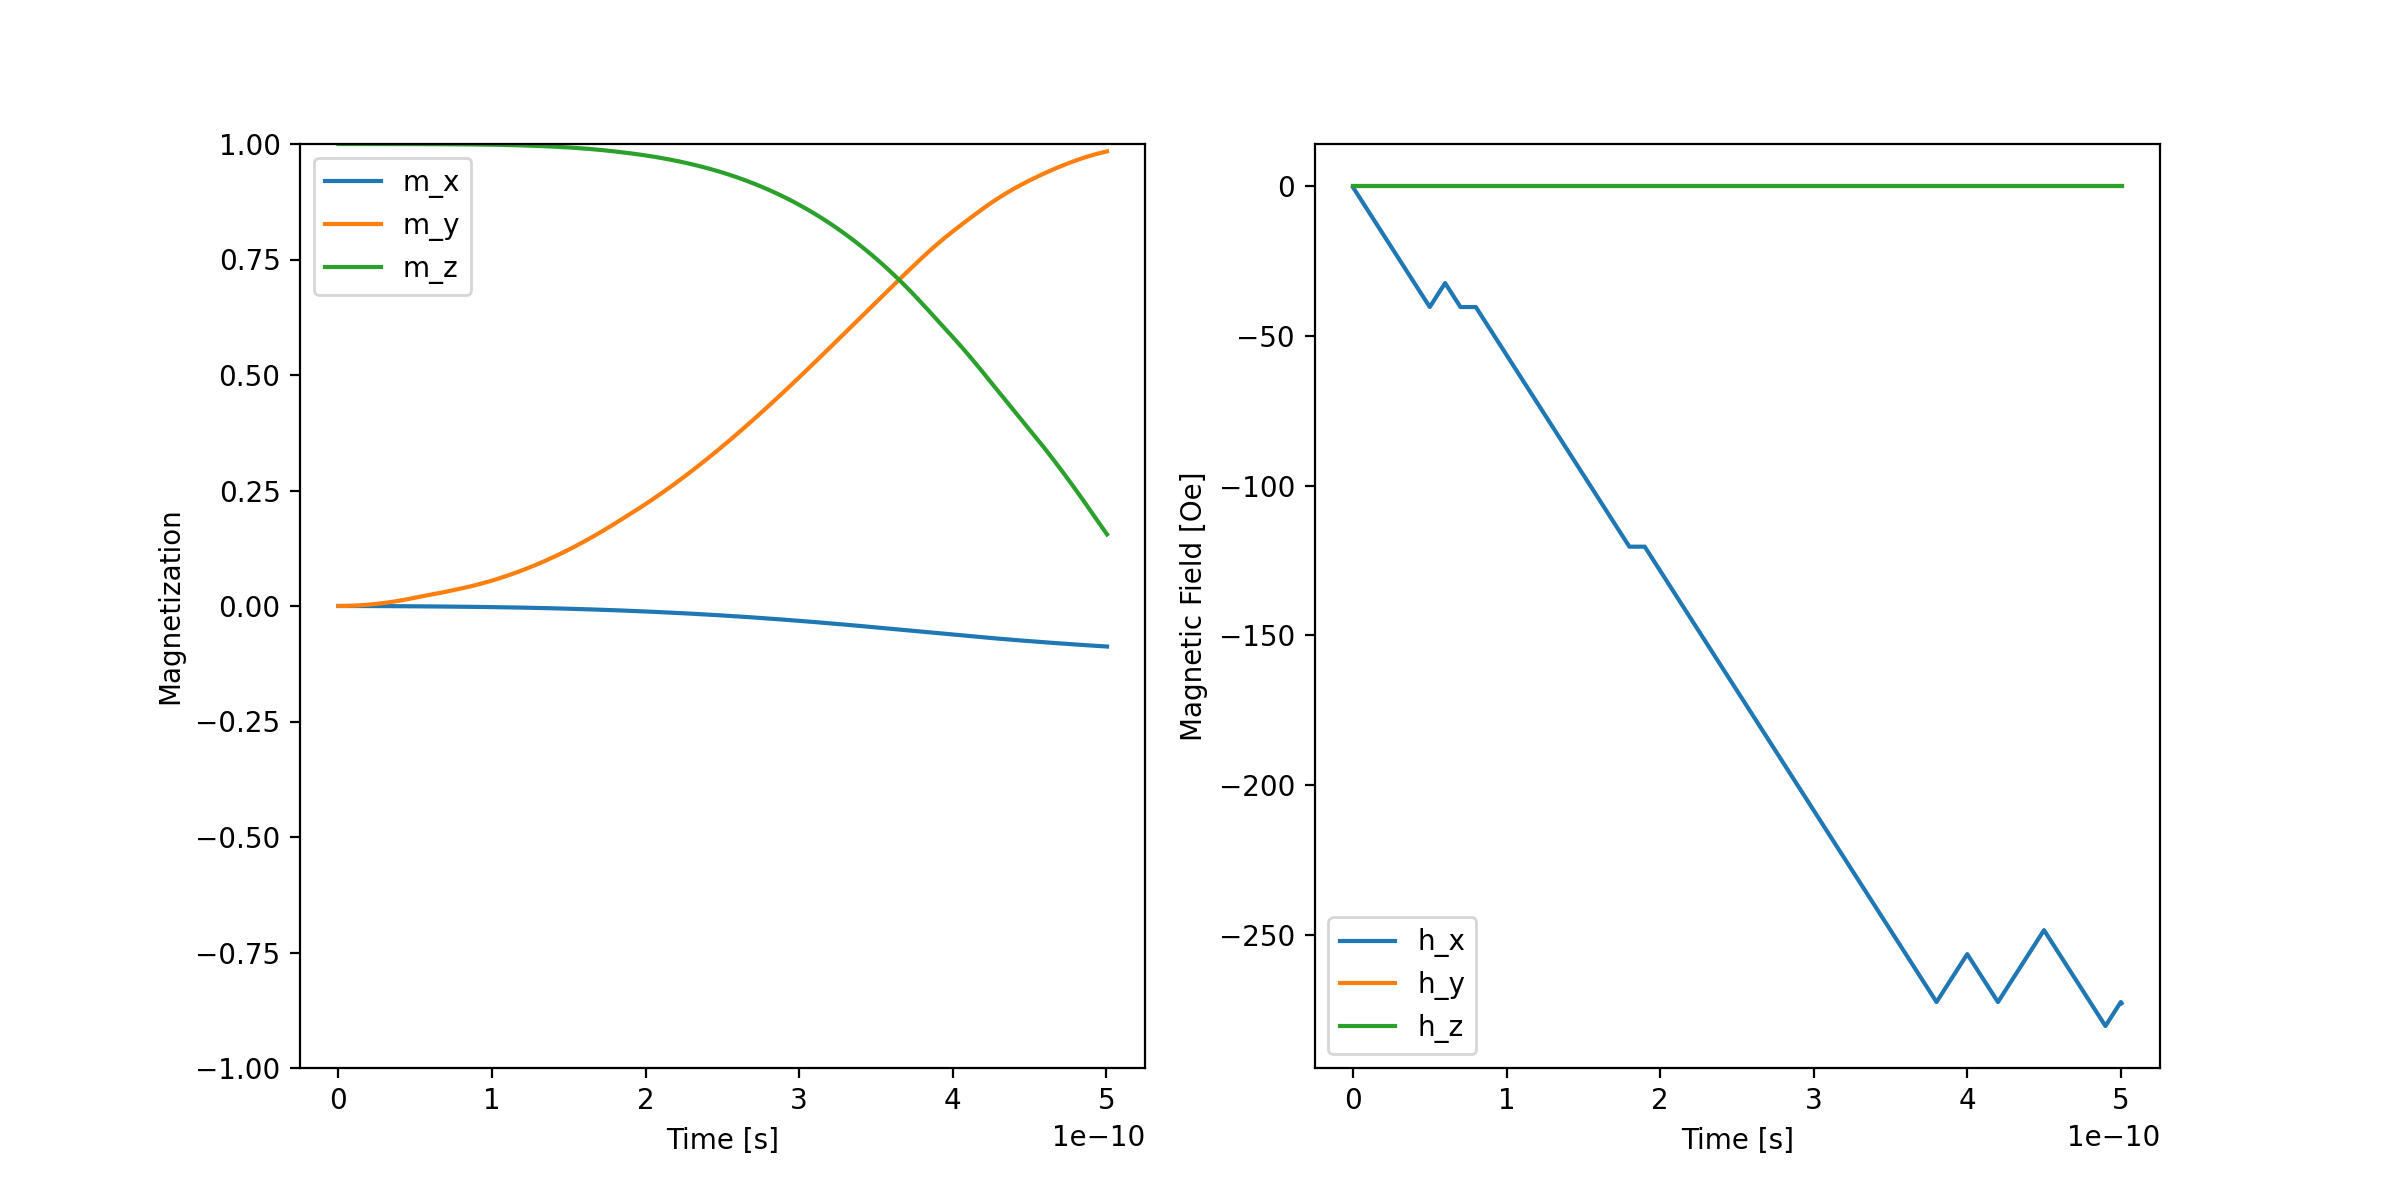 1.00
0.75
0.50
0.25
0.00
−0.25
−0.50
−0.75
−1.00
Magnetization
m_x
m_y
m_z
0 1 2 3 4 5
Time [s]
1e−10
0
−50
−100
−150
−200
−250
Magnetic Field [Oe]
h_x
h_y
h_z
0 1 2 3 4 5
Time [s]
1e−10